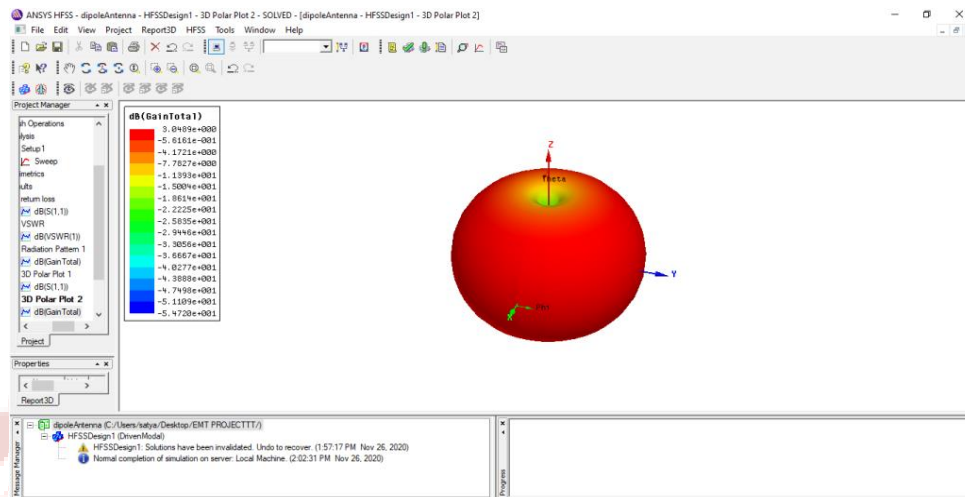 ANSYS HFSS - dipoleAntenna - HFSSDesign1 - 3D Polar Plot 2 - SOLVED - [dipoleAntenna - HFSSDesign1 - 3D Polar Plot 2]
File Edit View Project Report3D HFSS Tools Window Help
Project Manager
sh Operations
lysis
Setup1
Sweep
imetrics
ults
return loss
dB(S(1,1))
VSWR
dB(VSWR(1))
Radiation Pattern 1
dB(GainTotal)
3D Polar Plot 1
dB(S(1,1))
3D Polar Plot 2
dB(GainTotal)
Project
Properties
Report3D
dB(GainTotal)
3.0489e+000
-5.6161e-001
-4.1721e+000
-7.7827e+000
-1.1393e+001
-1.5004e+001
-1.8614e+001
-2.2225e+001
-2.5835e+001
-2.9446e+001
-3.3056e+001
-3.6667e+001
-4.0277e+001
-4.3888e+001
-4.7498e+001
-5.1109e+001
-5.4720e+001
Z
Theta
Y
Phi
X
Message Manager
dipoleAntenna (C:/Users/satya/Desktop/EMT PROJECTTT/)
HFSSDesign1 (DrivenModal)
HFSSDesign1: Solutions have been invalidated. Undo to recover. (1:57:17 PM Nov 26, 2020)
Normal completion of simulation on server: Local Machine. (2:02:31 PM Nov 26, 2020)
Progress